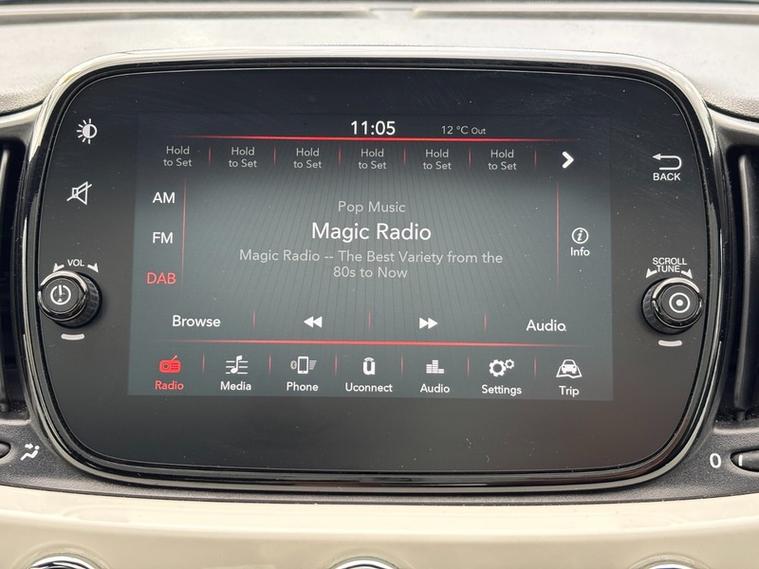 11:05
12 °C Out
Hold to Set
Hold to Set
Hold to Set
Hold to Set
Hold to Set
Hold to Set
BACK
AM
FM
DAB
Pop Music
Magic Radio
Magic Radio -- The Best Variety from the
80s to Now
Info
VOL
SCROLL
TUNE
Browse
Audio
Radio
Media
Phone
Uconnect
Audio
Settings
Trip
0